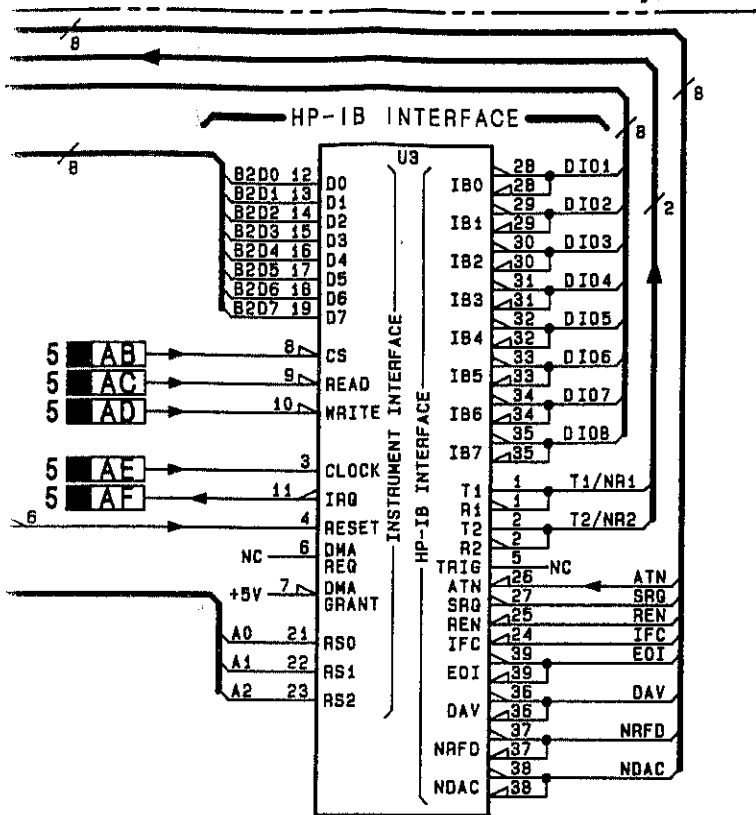 8
8
8
HP-IB INTERFACE
8
8
2
U3
B2D0 12 D0
B2D1 13 D1
B2D2 14 D2
B2D3 15 D3
B2D4 16 D4
B2D5 17 D5
B2D6 18 D6
B2D7 19 D7
5 AB 8 CS
5 AC 9 READ
5 AD 10 WRITE
5 AE 3 CLOCK
5 AF 11 IRQ
6 4 RESET
NC 6 DMA REQ
+5V 7 DMA GRANT
A0 21 RS0
A1 22 RS1
A2 23 RS2
INSTRUMENT INTERFACE
HP-IB INTERFACE
IB0 28 28 DIO1
IB1 29 29 DIO2
IB2 30 30 DIO3
IB3 31 31 DIO4
IB4 32 32 DIO5
IB5 33 33 DIO6
IB6 34 34 DIO7
IB7 35 35 DIO8
T1 1 T1/NR1
R1 1
T2 2 T2/NR2
R2 2
TRIG 5 NC
ATN 26 ATN
SRQ 27 SRQ
REN 25 REN
IFC 24 IFC
EOI 39 39 EOI
DAV 36 36 DAV
NRFD 37 37 NRFD
NDAC 38 38 NDAC